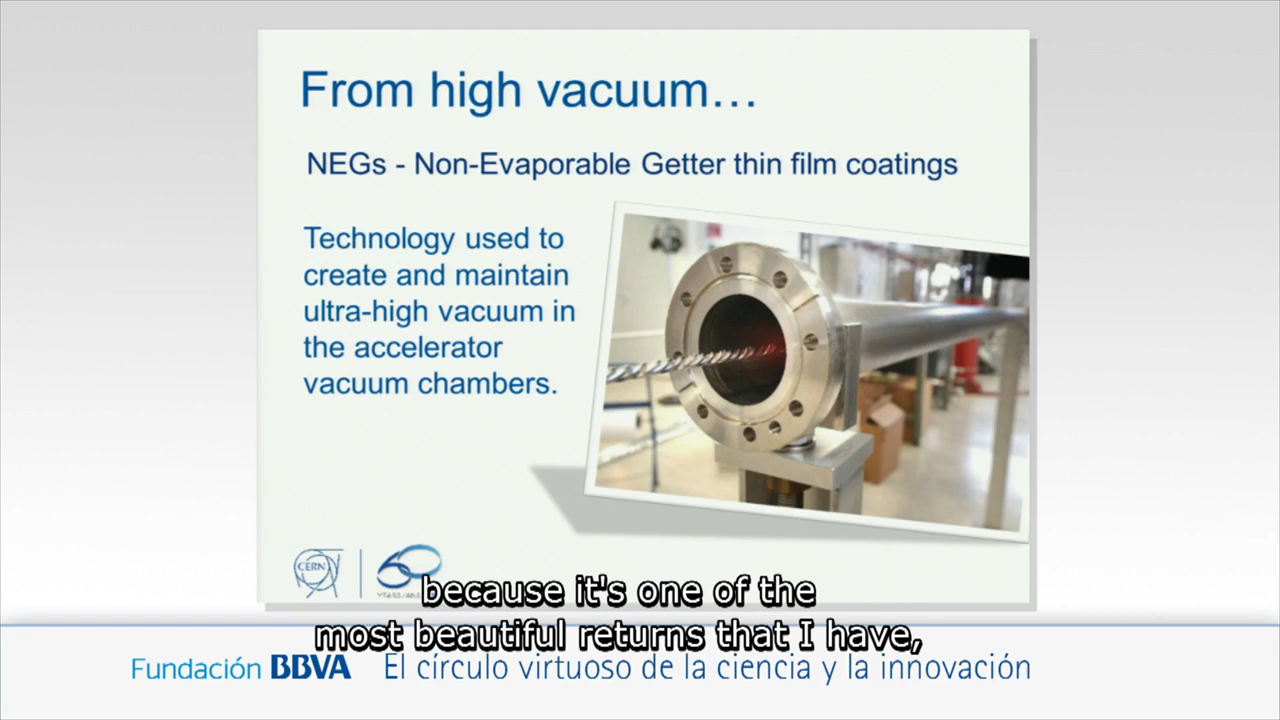 From high vacuum…
NEGs - Non-Evaporable Getter thin film coatings
Technology used to
create and maintain
ultra-high vacuum in
the accelerator
vacuum chambers.
CERN
60
because it's one of the
most beautiful returns that I have,
Fundación BBVA El círculo virtuoso de la ciencia y la innovación